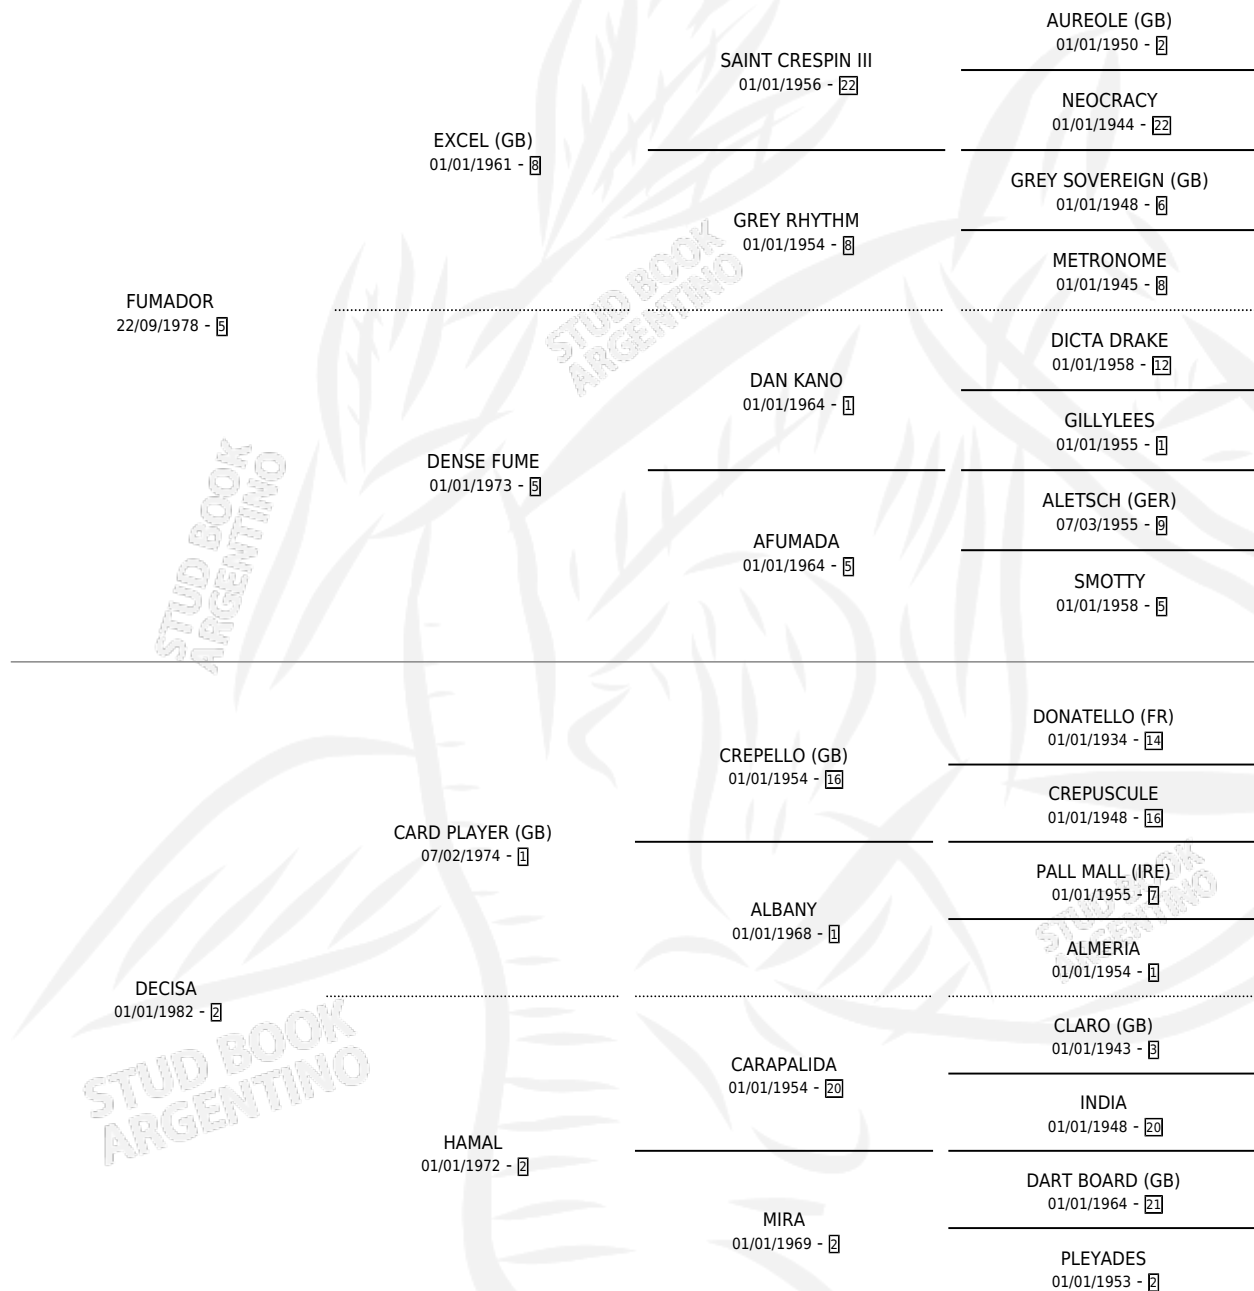 AUREOLE (GB)
01/01/1950 - 2
SAINT CRESPIN III
01/01/1956 - 22
NEOCRACY
01/01/1944 - 22
EXCEL (GB)
01/01/1961 - 8
GREY SOVEREIGN (GB)
01/01/1948 - 6
GREY RHYTHM
01/01/1954 - 8
METRONOME
01/01/1945 - 8
FUMADOR
22/09/1978 - 5
STUD BOOK
ARGENTINO
DICTA DRAKE
01/01/1958 - 12
DAN KANO
01/01/1964 - 1
GILLYLEES
01/01/1955 - 1
DENSE FUME
01/01/1973 - 5
ALETSCH (GER)
07/03/1955 - 9
AFUMADA
01/01/1964 - 5
SMOTTY
01/01/1958 - 5
STUD BOOK
ARGENTINO
DONATELLO (FR)
01/01/1934 - 14
CREPELLO (GB)
01/01/1954 - 16
CREPUSCULE
01/01/1948 - 16
CARD PLAYER (GB)
07/02/1974 - 1
PALL MALL (IRE)
01/01/1955 - 7
STUD BOOK
ARGENTINO
ALBANY
01/01/1968 - 1
ALMERIA
01/01/1954 - 1
DECISA
01/01/1982 - 2
STUD BOOK
ARGENTINO
CLARO (GB)
01/01/1943 - 3
CARAPALIDA
01/01/1954 - 20
INDIA
01/01/1948 - 20
HAMAL
01/01/1972 - 2
DART BOARD (GB)
01/01/1964 - 21
MIRA
01/01/1969 - 2
PLEYADES
01/01/1953 - 2